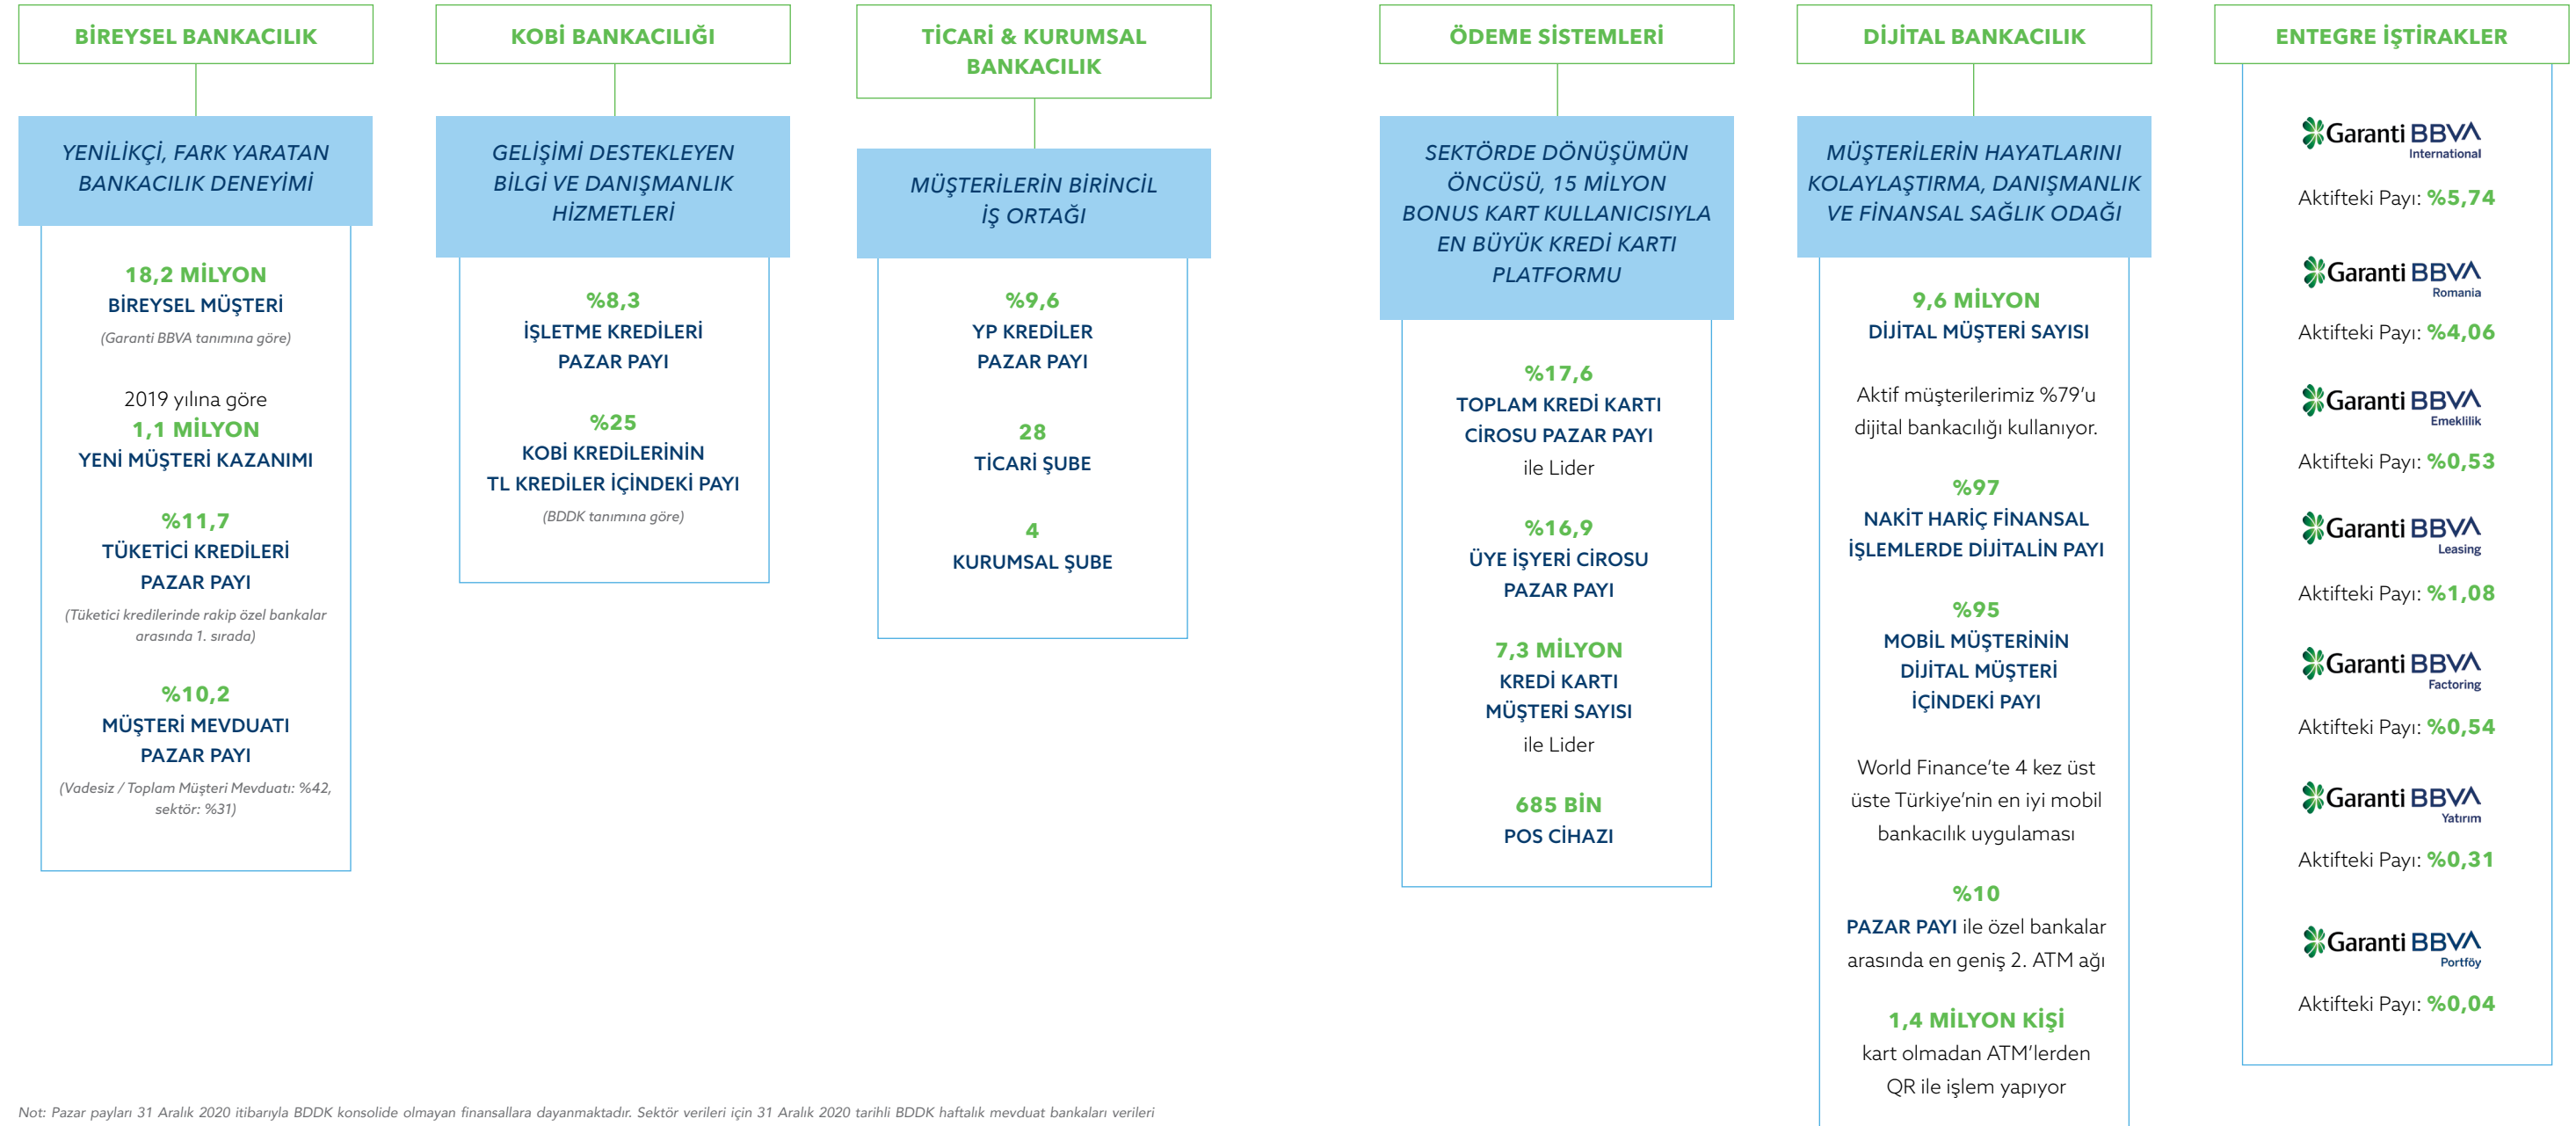 BİREYSEL BANKACILIK
YENİLİKÇİ, FARK YARATAN
BANKACILIK DENEYİMİ
18,2 MİLYON
BİREYSEL MÜŞTERİ
(Garanti BBVA tanımına göre)
2019 yılına göre
1,1 MİLYON
YENİ MÜŞTERİ KAZANIMI
%11,7
TÜKETİCİ KREDİLERİ
PAZAR PAYI
(Tüketici kredilerinde rakip özel bankalar
arasında 1. sırada)
%10,2
MÜŞTERİ MEVDUATI
PAZAR PAYI
(Vadesiz / Toplam Müşteri Mevduatı: %42,
sektör: %31)
KOBİ BANKACILIĞI
GELİŞİMİ DESTEKLEYEN
BİLGİ VE DANIŞMANLIK
HİZMETLERİ
%8,3
İŞLETME KREDİLERİ
PAZAR PAYI
%25
KOBİ KREDİLERİNİN
TL KREDİLER İÇİNDEKİ PAYI
(BDDK tanımına göre)
TİCARİ & KURUMSAL
BANKACILIK
MÜŞTERİLERİN BİRİNCİL
İŞ ORTAĞI
%9,6
YP KREDİLER
PAZAR PAYI
28
TİCARİ ŞUBE
4
KURUMSAL ŞUBE
ÖDEME SİSTEMLERİ
SEKTÖRDE DÖNÜŞÜMÜN
ÖNCÜSÜ, 15 MİLYON
BONUS KART KULLANICISIYLA
EN BÜYÜK KREDİ KARTI
PLATFORMU
%17,6
TOPLAM KREDİ KARTI
CİROSU PAZAR PAYI
ile Lider
%16,9
ÜYE İŞYERİ CİROSU
PAZAR PAYI
7,3 MİLYON
KREDİ KARTI
MÜŞTERİ SAYISI
ile Lider
685 BİN
POS CİHAZI
DİJİTAL BANKACILIK
MÜŞTERİLERİN HAYATLARINI
KOLAYLAŞTIRMA, DANIŞMANLIK
VE FİNANSAL SAĞLIK ODAĞI
9,6 MİLYON
DİJİTAL MÜŞTERİ SAYISI
Aktif müşterilerimiz %79'u
dijital bankacılığı kullanıyor.
%97
NAKİT HARİÇ FİNANSAL
İŞLEMLERDE DİJİTALİN PAYI
%95
MOBİL MÜŞTERİNİN
DİJİTAL MÜŞTERİ
İÇİNDEKİ PAYI
World Finance'te 4 kez üst
üste Türkiye'nin en iyi mobil
bankacılık uygulaması
%10
PAZAR PAYI ile özel bankalar
arasında en geniş 2. ATM ağı
1,4 MİLYON KİŞİ
kart olmadan ATM'lerden
QR ile işlem yapıyor
ENTEGRE İŞTİRAKLER
Garanti BBVA
International
Aktifteki Payı: %5,74
Garanti BBVA
Romania
Aktifteki Payı: %4,06
Garanti BBVA
Emeklilik
Aktifteki Payı: %0,53
Garanti BBVA
Leasing
Aktifteki Payı: %1,08
Garanti BBVA
Factoring
Aktifteki Payı: %0,54
Garanti BBVA
Yatırım
Aktifteki Payı: %0,31
Garanti BBVA
Portföy
Aktifteki Payı: %0,04
Not: Pazar payları 31 Aralık 2020 itibarıyla BDDK konsolide olmayan finansallara dayanmaktadır. Sektör verileri için 31 Aralık 2020 tarihli BDDK haftalık mevduat bankaları verileri